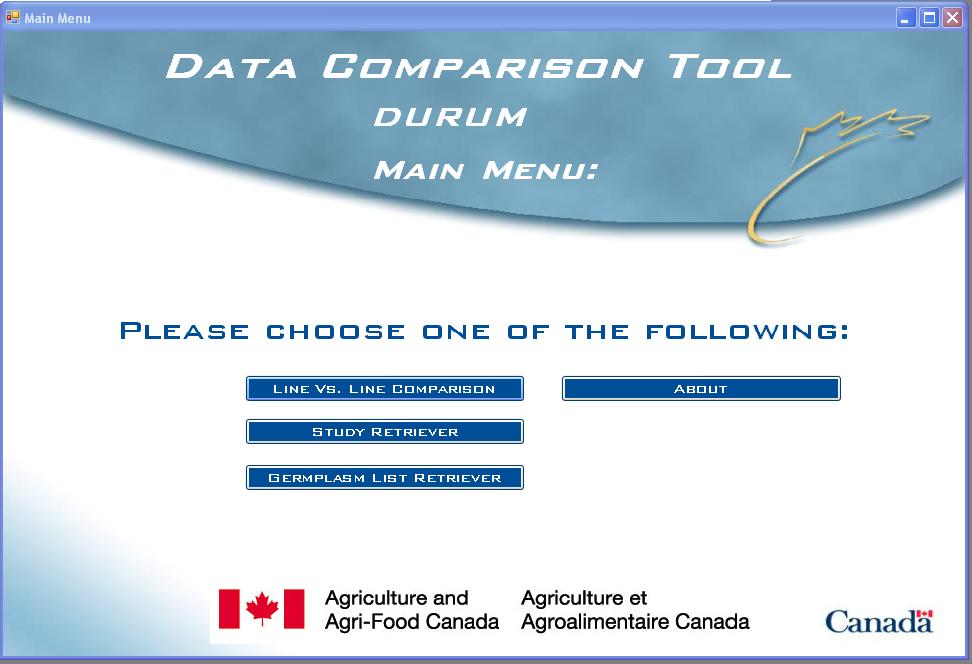 Main Menu
DATA COMPARISON TOOL
DURUM
MAIN MENU:
PLEASE CHOOSE ONE OF THE FOLLOWING:
LINE VS. LINE COMPARISON
ABOUT
STUDY RETRIEVER
GERMPLASM LIST RETRIEVER
Agriculture and
Agri-Food Canada
Agriculture et
Agroalimentaire Canada
Canada